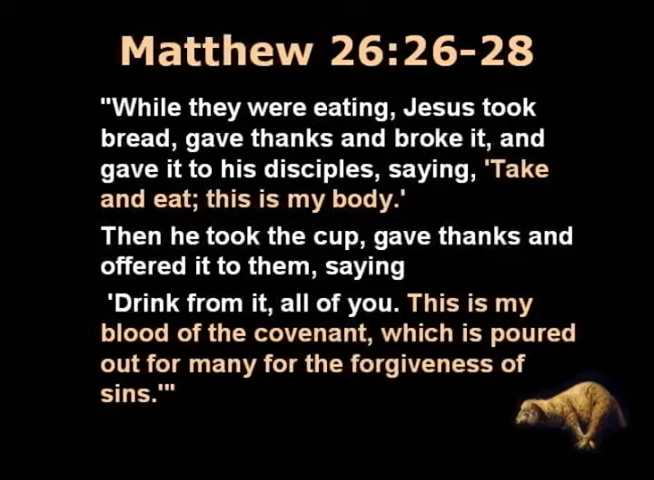 Matthew 26:26-28
"While they were eating, Jesus took
bread, gave thanks and broke it, and
gave it to his disciples, saying, 'Take
and eat; this is my body.'
Then he took the cup, gave thanks and
offered it to them, saying
'Drink from it, all of you. This is my
blood of the covenant, which is poured
out for many for the forgiveness of
sins.'"